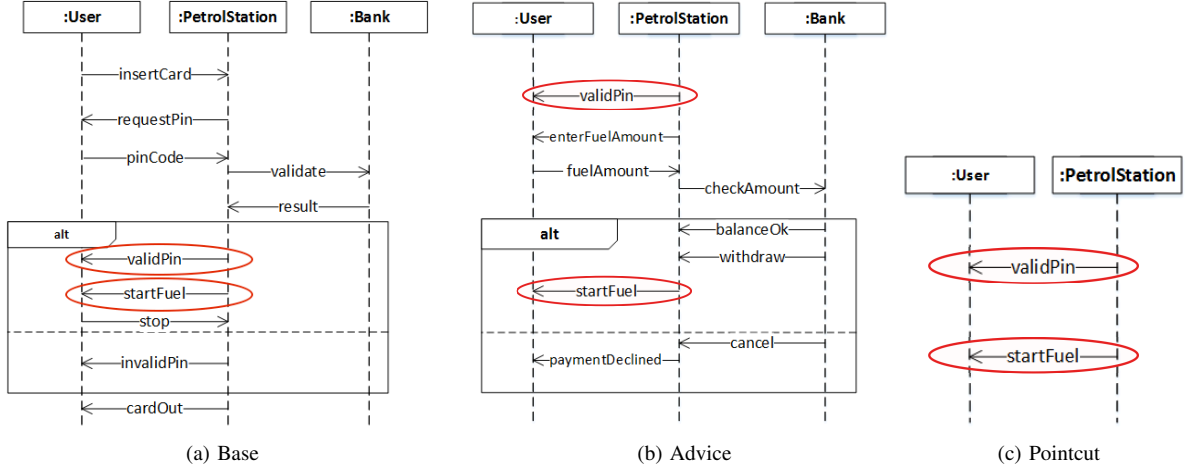 :User
:PetrolStation
:Bank
insertCard
requestPin
pinCode
validate
result
alt
validPin
startFuel
stop
invalidPin
cardOut
(a) Base
:User
:PetrolStation
:Bank
validPin
enterFuelAmount
fuelAmount
checkAmount
alt
balanceOk
withdraw
startFuel
cancel
paymentDeclined
(b) Advice
:User
:PetrolStation
validPin
startFuel
(c) Pointcut